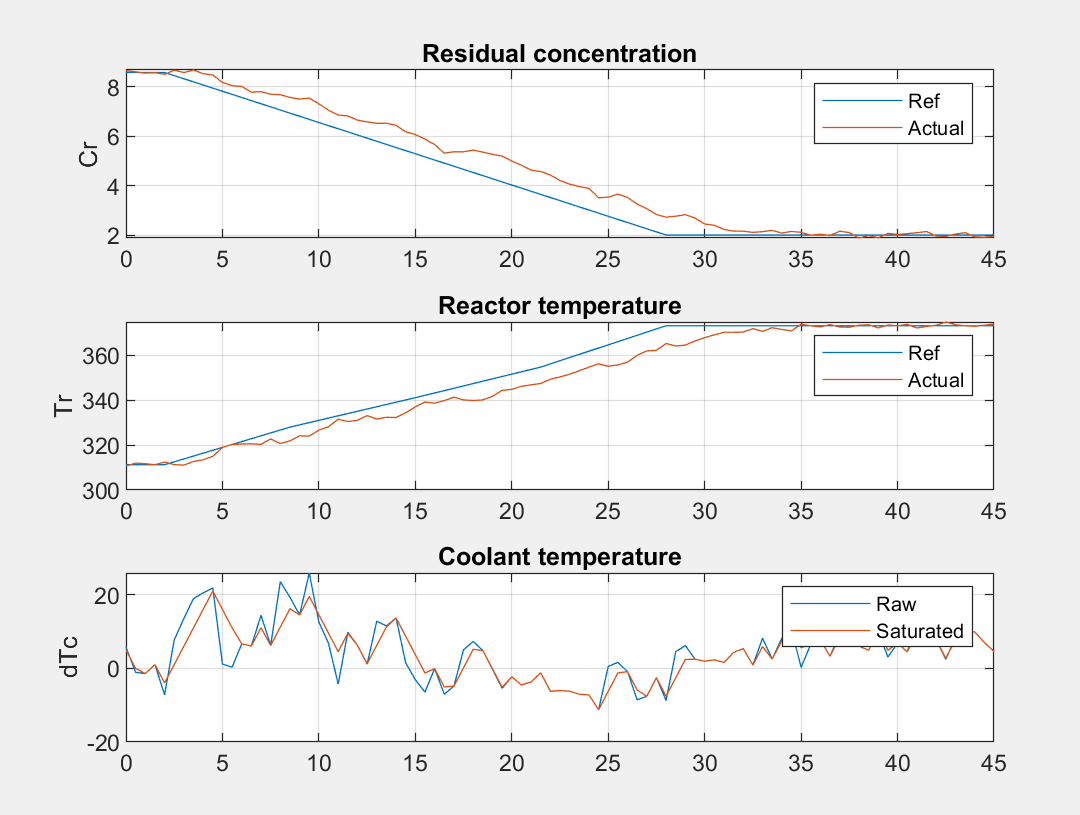 Residual concentration
Cr
8
6
4
2
Ref
Actual
0 5 10 15 20 25 30 35 40 45
Reactor temperature
Tr
360
340
320
300
Ref
Actual
0 5 10 15 20 25 30 35 40 45
Coolant temperature
dTc
20
0
-20
Raw
Saturated
0 5 10 15 20 25 30 35 40 45